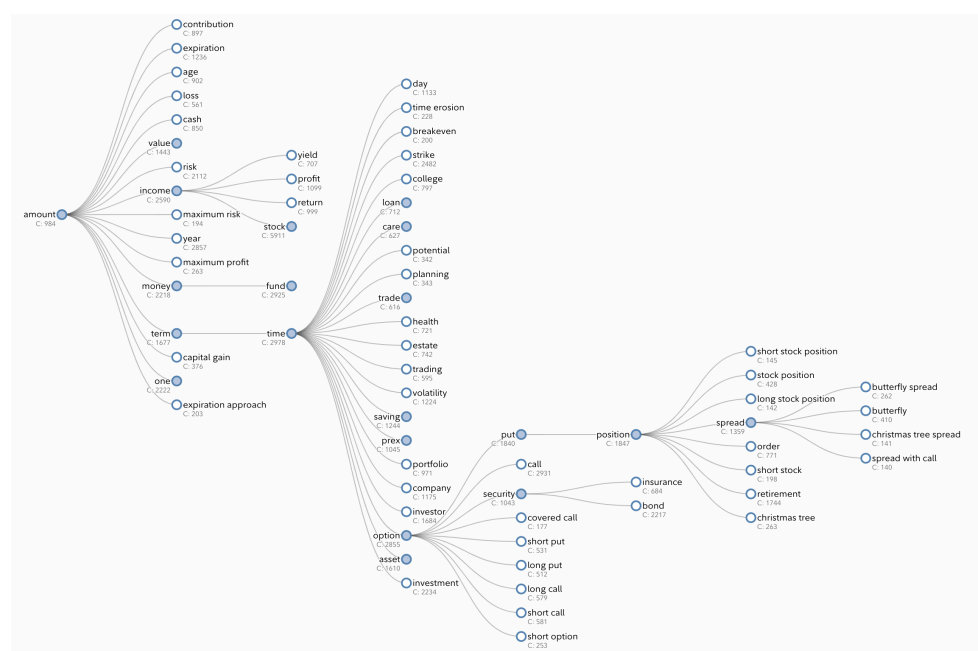 contribution
C: 897
expiration
C: 1236
age
C: 902
loss
C: 561
cash
C: 850
value
C: 1443
risk
C: 2112
income
C: 2590
amount
C: 984
maximum risk
C: 194
year
C: 2857
maximum profit
C: 263
money
C: 2218
term
C: 1677
capital gain
C: 376
one
C: 2222
expiration approach
C: 203
yield
C: 707
profit
C: 1099
return
C: 999
stock
C: 5911
fund
C: 2925
time
C: 2978
day
C: 1133
time erosion
C: 228
breakeven
C: 200
strike
C: 2482
college
C: 797
loan
C: 712
care
C: 627
potential
C: 342
planning
C: 343
trade
C: 616
health
C: 721
estate
C: 742
trading
C: 595
volatility
C: 1224
saving
C: 1244
prex
C: 1045
portfolio
C: 971
company
C: 1175
investor
C: 1684
option
C: 2855
asset
C: 1610
investment
C: 2234
put
C: 1840
call
C: 2931
security
C: 1043
covered call
C: 177
short put
C: 531
long put
C: 512
long call
C: 579
short call
C: 581
short option
C: 253
position
C: 1847
insurance
C: 684
bond
C: 2217
short stock position
C: 145
stock position
C: 428
long stock position
C: 142
spread
C: 1359
order
C: 771
short stock
C: 198
retirement
C: 1744
christmas tree
C: 263
butterfly spread
C: 262
butterfly
C: 410
christmas tree spread
C: 141
spread with call
C: 140